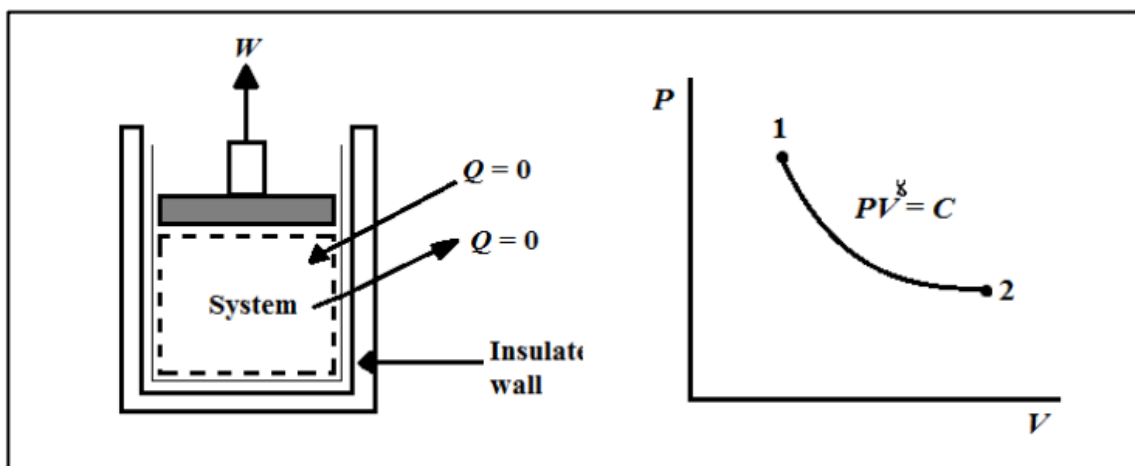 W
Q = 0
Q = 0
System
Insulate
wall
P
1
PV^γ = C
2
V